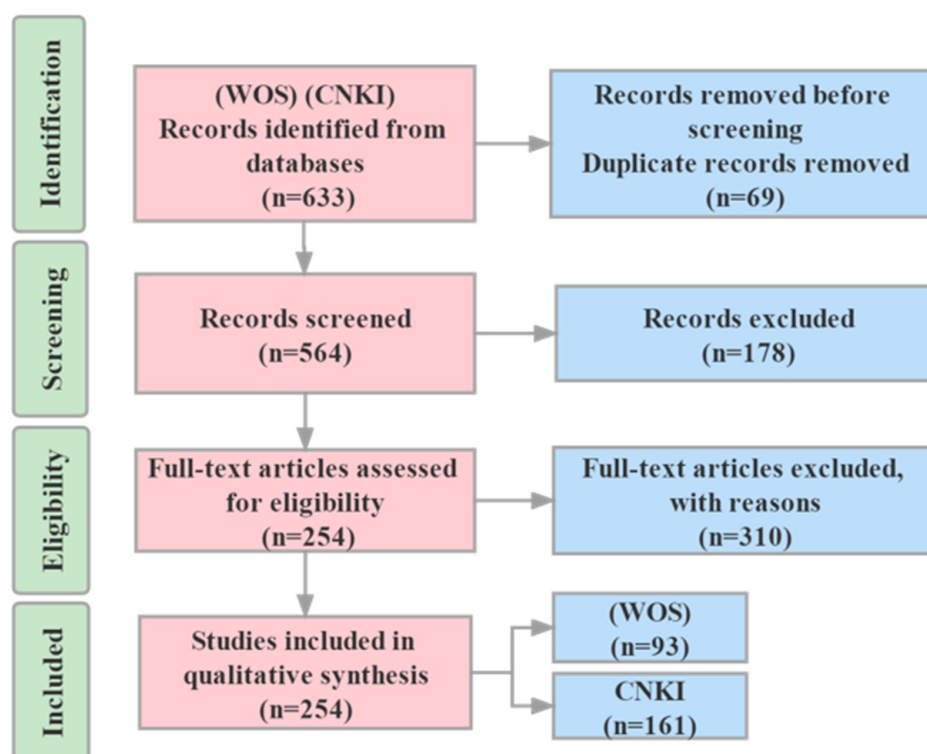 Identification
(WOS) (CNKI)
Records identified from
databases
(n=633)
Records removed before
screening
Duplicate records removed
(n=69)
Screening
Records screened
(n=564)
Records excluded
(n=178)
Eligibility
Full-text articles assessed
for eligibility
(n=254)
Full-text articles excluded,
with reasons
(n=310)
Included
Studies included in
qualitative synthesis
(n=254)
(WOS)
(n=93)
CNKI
(n=161)